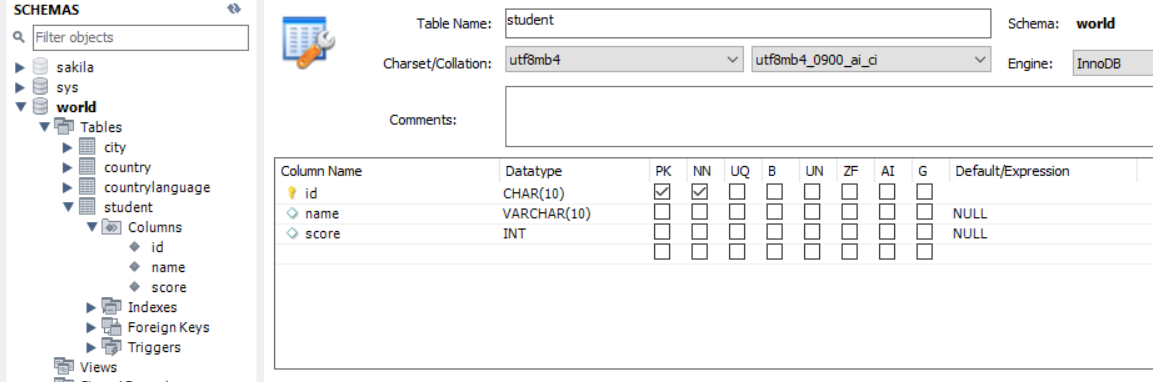 SCHEMAS
Filter objects
sakila
sys
world
Tables
city
country
countrylanguage
student
Columns
id
name
score
Indexes
Foreign Keys
Triggers
Views
Table Name: student Schema: world
Charset/Collation: utf8mb4 utf8mb4_0900_ai_ci Engine: InnoDB
Comments:
Column Name Datatype PK NN UQ B UN ZF AI G Default/Expression
id CHAR(10)
name VARCHAR(10) NULL
score INT NULL